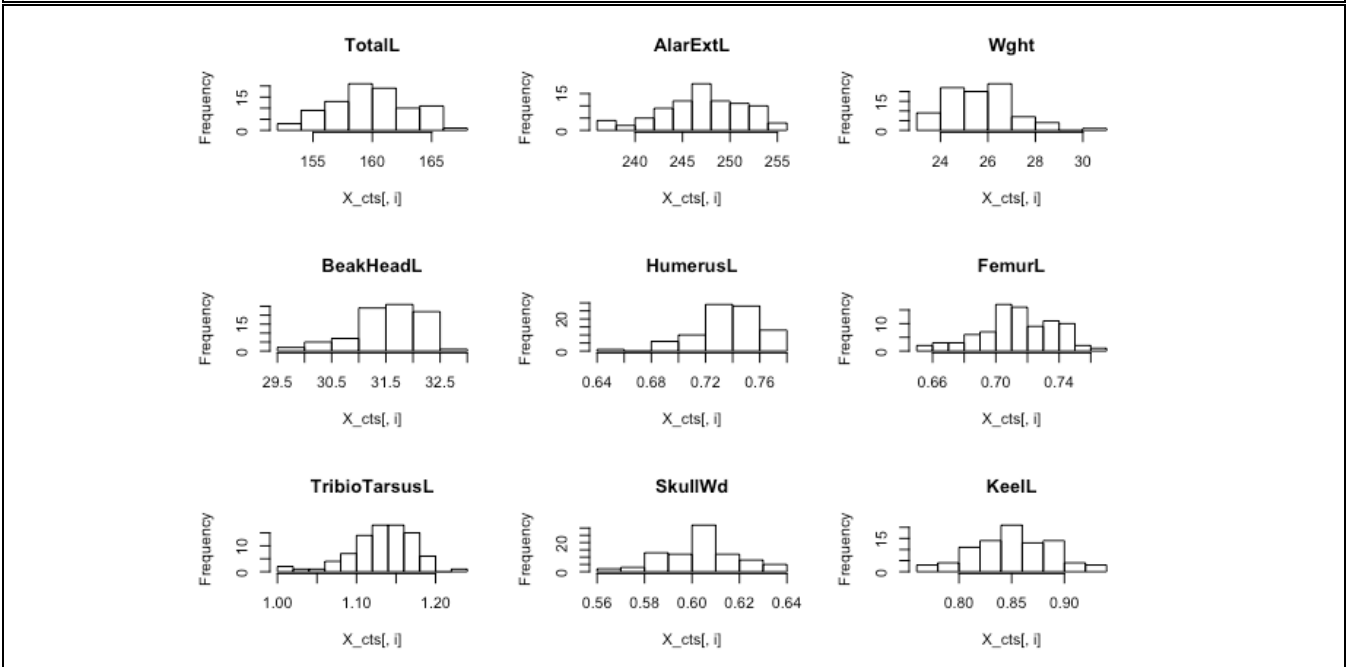 TotalL AlarExtL Wght
Frequency Frequency Frequency
0 15 0 15 0 15
155 160 165 240 245 250 255 24 26 28 30
X_cts[, i] X_cts[, i] X_cts[, i]
BeakHeadL HumerusL FemurL
Frequency Frequency Frequency
0 15 0 20 0 10
29.5 30.5 31.5 32.5 0.64 0.68 0.72 0.76 0.66 0.70 0.74
X_cts[, i] X_cts[, i] X_cts[, i]
TribioTarsusL SkullWd KeelL
Frequency Frequency Frequency
0 10 0 20 0 15
1.00 1.10 1.20 0.56 0.58 0.60 0.62 0.64 0.80 0.85 0.90
X_cts[, i] X_cts[, i] X_cts[, i]